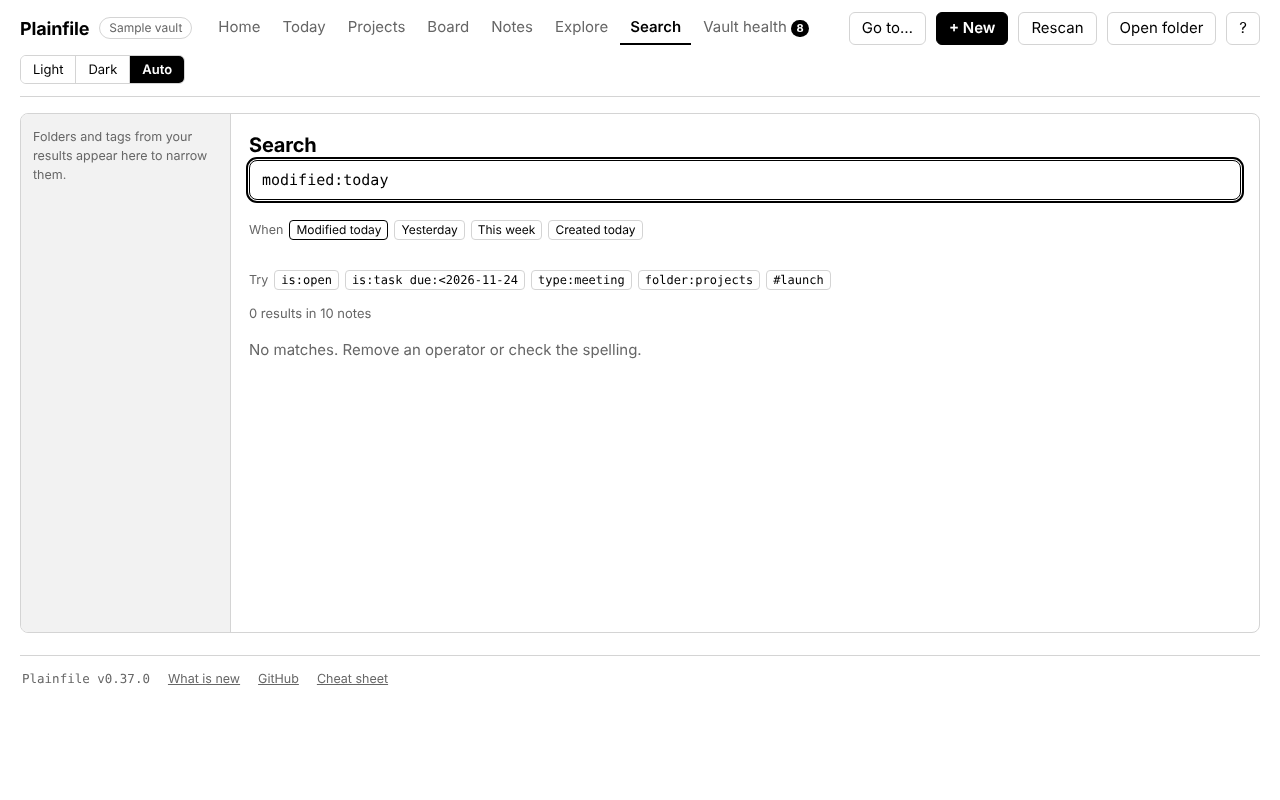 Plainfile Sample vault Home Today Projects Board Notes Explore Search Vault health 8 Go to... + New Rescan Open folder ?
Light Dark Auto
Folders and tags from your
results appear here to narrow
them.
Search
modified:today
When Modified today Yesterday This week Created today
Try is:open is:task due:<2026-11-24 type:meeting folder:projects #launch
0 results in 10 notes
No matches. Remove an operator or check the spelling.
Plainfile v0.37.0 What is new GitHub Cheat sheet